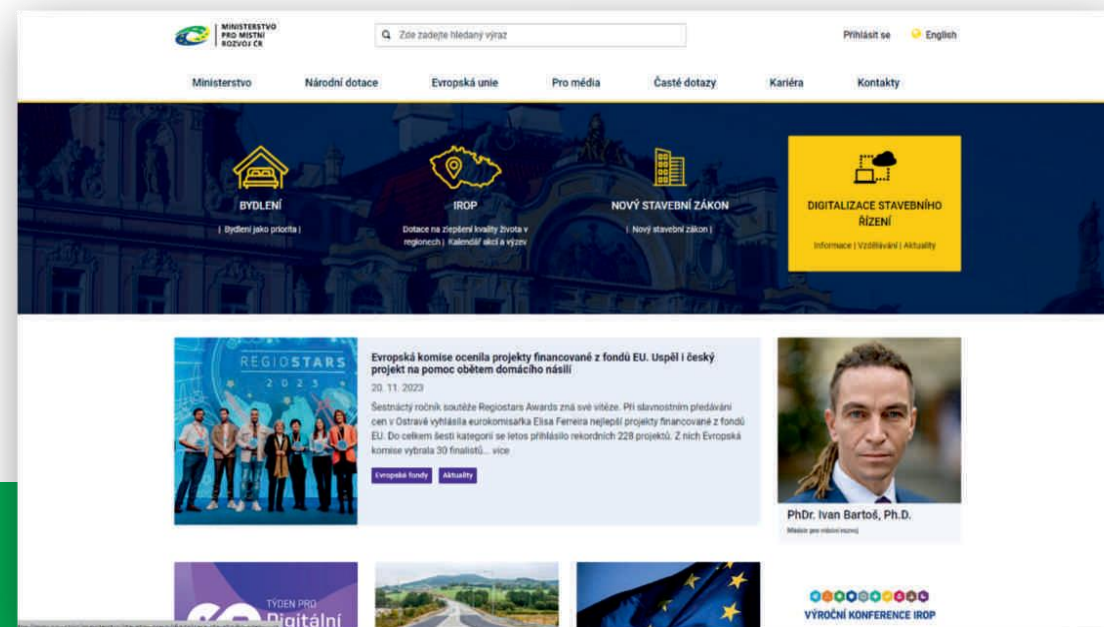 MINISTERSTVO
PRO MÍSTNÍ
ROZVOJ ČR
Zde zadejte hledaný výraz
Přihlásit se
English
Ministerstvo
Národní dotace
Evropská unie
Pro média
Časté dotazy
Kariéra
Kontakty
BYDLENÍ
| Bydlení jako priorita |
IROP
Dotace na zlepšení kvality života v
regionech | Kalendář akcí a výzev
NOVÝ STAVEBNÍ ZÁKON
| Nový stavební zákon |
DIGITALIZACE STAVEBNÍHO
ŘÍZENÍ
Informace | Vzdělávání | Aktuality
REGIOSTARS
2023
Evropská komise ocenila projekty financované z fondů EU. Uspěl i český
projekt na pomoc obětem domácího násilí
20. 11. 2023
Šestnáctý ročník soutěže Regiostars Awards zná své vítěze. Při slavnostním předávání
cen v Ostravě vyhlásila eurokomisařka Elisa Ferreira nejlepší projekty financované z fondů
EU. Do celkem šesti kategorií se letos přihlásilo rekordních 228 projektů. Z nich Evropská
komise vybrala 30 finalistů... více
Evropské fondy
Aktuality
PhDr. Ivan Bartoš, Ph.D.
Ministr pro místní rozvoj
TÝDEN PRO
Digitální
VÝROČNÍ KONFERENCE IROP